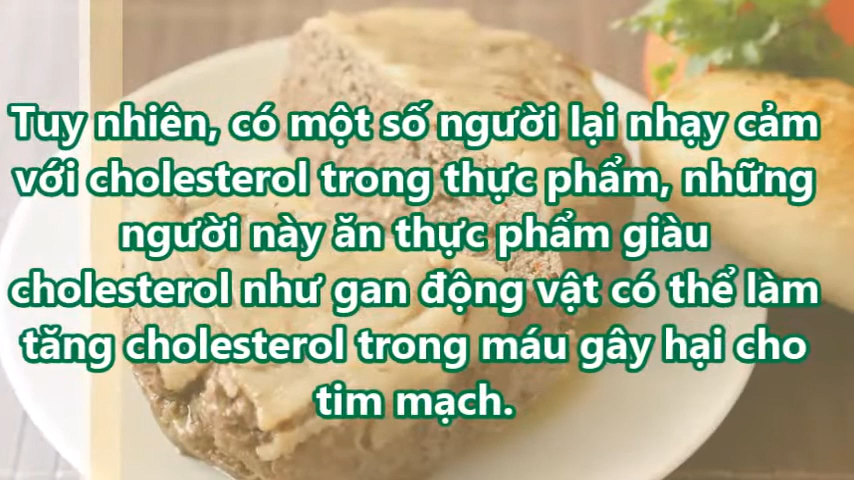 Tuy nhiên, có một số người lại nhạy cảm
với cholesterol trong thực phẩm, những
người này ăn thực phẩm giàu
cholesterol như gan động vật có thể làm
tăng cholesterol trong máu gây hại cho
tim mạch.